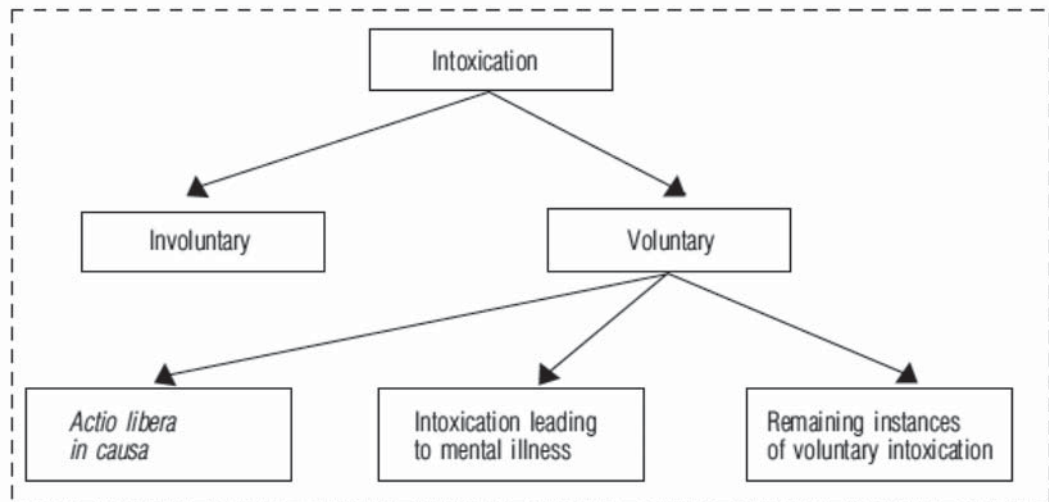 Intoxication
Involuntary
Voluntary
Actio libera
in causa
Intoxication leading
to mental illness
Remaining instances
of voluntary intoxication